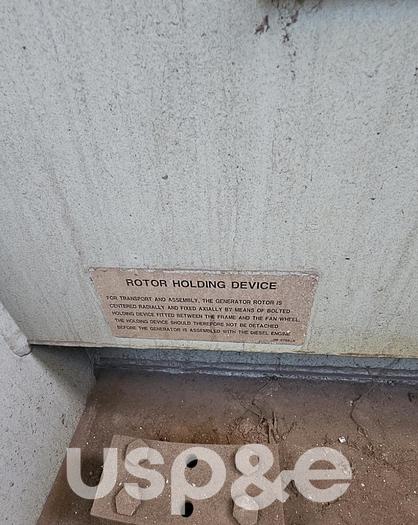 ROTOR HOLDING DEVICE
FOR TRANSPORT AND ASSEMBLY, THE GENERATOR ROTOR IS
CENTERED RADIALLY AND FIXED AXIALLY BY MEANS OF BOLTED
HOLDING DEVICE FITTED BETWEEN THE FRAME AND THE FAN WHEEL.
THE HOLDING DEVICE SHOULD THEREFORE NOT BE DETACHED
BEFORE THE GENERATOR IS ASSEMBLED WITH THE DIESEL ENGINE
usp&e